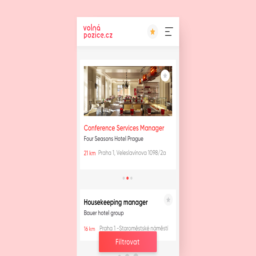 volná
pozice.cz
Conference Services Manager
Four Seasons Hotel Prague
21 km Praha 1, Veleslavínova 1098/2a
Housekeeping manager
Bauer hotel group
16 km Praha 1 - Staroměstské náměstí
Filtrovat